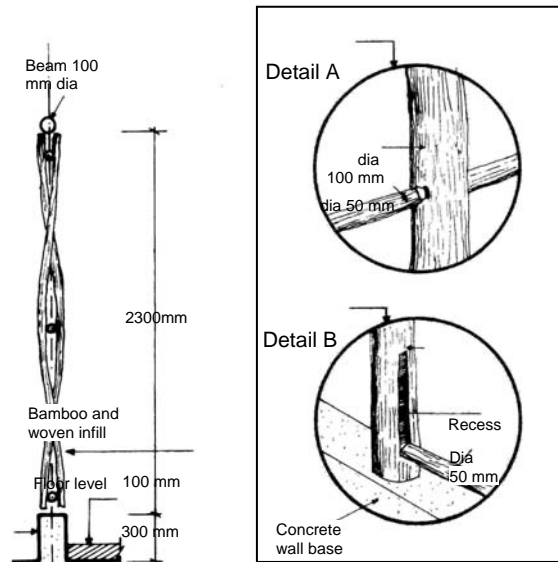 Beam 100
mm dia
2300mm
Bamboo and
woven infill
Floor level
100 mm
300 mm
Detail A
dia
100 mm
dia 50 mm
Detail B
Recess
Dia
50 mm
Concrete
wall base